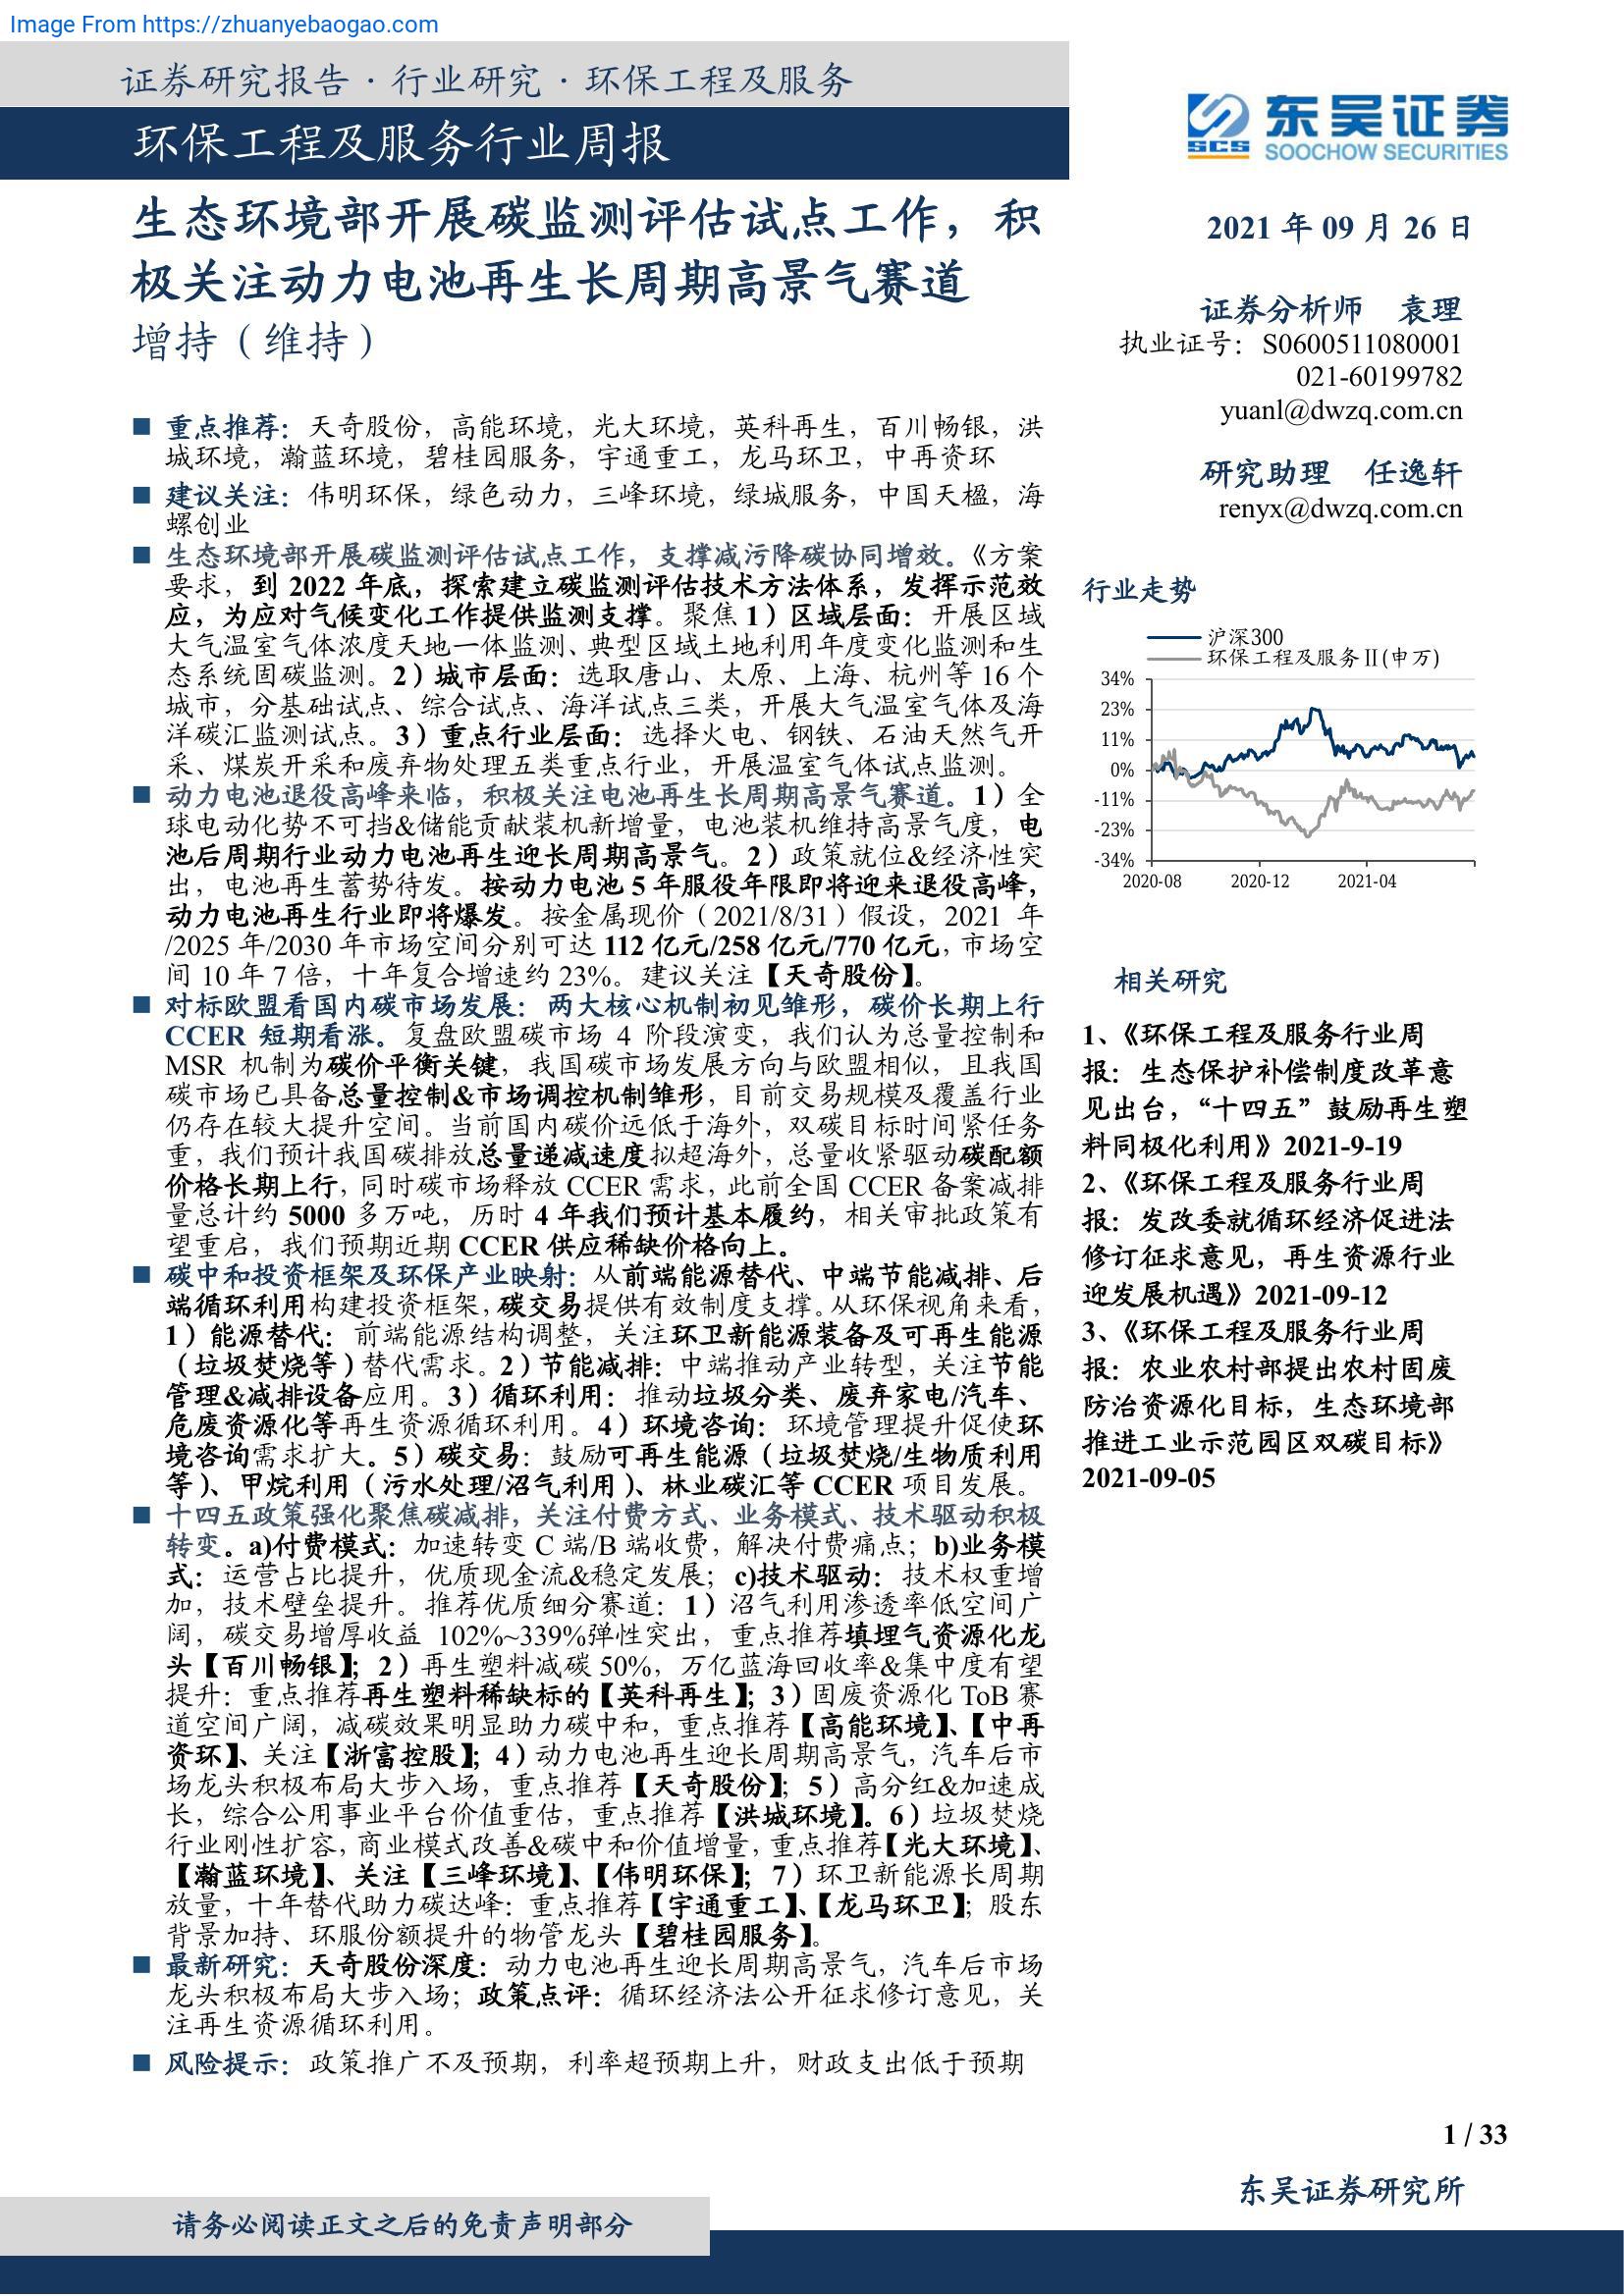 Image From https://zhuanyebaogao.com
证券研究报告 · 行业研究 · 环保工程及服务
环保工程及服务行业周报
东吴证券
SCS
SOOCHOW SECURITIES
生态环境部开展碳监测评估试点工作，积
极关注动力电池再生长周期高景气赛道
增持（维持）
■ 重点推荐：天奇股份，高能环境，光大环境，英科再生，百川畅银，洪
城环境，瀚蓝环境，碧桂园服务，宇通重工，龙马环卫，中再资环
■ 建议关注：伟明环保，绿色动力，三峰环境，绿城服务，中国天楹，海
螺创业
■ 生态环境部开展碳监测评估试点工作，支撑减污降碳协同增效。《方案
要求，到 2022 年底，探索建立碳监测评估技术方法体系，发挥示范效
应，为应对气候变化工作提供监测支撑。聚焦 1）区域层面：开展区域
大气温室气体浓度天地一体监测、典型区域土地利用年度变化监测和生
态系统固碳监测。2）城市层面：选取唐山、太原、上海、杭州等 16 个
城市，分基础试点、综合试点、海洋试点三类，开展大气温室气体及海
洋碳汇监测试点。3）重点行业层面：选择火电、钢铁、石油天然气开
采、煤炭开采和废弃物处理五类重点行业，开展温室气体试点监测。
■ 动力电池退役高峰来临，积极关注电池再生长周期高景气赛道。1）全
球电动化势不可挡&储能贡献装机新增量，电池装机维持高景气度，电
池后周期行业动力电池再生迎长周期高景气。2）政策就位&经济性突
出，电池再生蓄势待发。按动力电池 5 年服役年限即将迎来退役高峰，
动力电池再生行业即将爆发。按金属现价（2021/8/31）假设，2021 年
/2025 年/2030 年市场空间分别可达 112 亿元/258 亿元/770 亿元，市场空
间 10 年 7 倍，十年复合增速约 23%。建议关注【天奇股份】。
■ 对标欧盟看国内碳市场发展：两大核心机制初见雏形，碳价长期上行
CCER 短期看涨。复盘欧盟碳市场 4 阶段演变，我们认为总量控制和
MSR 机制为碳价平衡关键，我国碳市场发展方向与欧盟相似，且我国
碳市场已具备总量控制&市场调控机制雏形，目前交易规模及覆盖行业
仍存在较大提升空间。当前国内碳价远低于海外，双碳目标时间紧任务
重，我们预计我国碳排放总量递减速度拟超海外，总量收紧驱动碳配额
价格长期上行，同时碳市场释放 CCER 需求，此前全国 CCER 备案减排
量总计约 5000 多万吨，历时 4 年我们预计基本履约，相关审批政策有
望重启，我们预期近期 CCER 供应稀缺价格向上。
■ 碳中和投资框架及环保产业映射：从前端能源替代、中端节能减排、后
端循环利用构建投资框架，碳交易提供有效制度支撑。从环保视角来看，
1）能源替代：前端能源结构调整，关注环卫新能源装备及可再生能源
（垃圾焚烧等）替代需求。2）节能减排：中端推动产业转型，关注节能
管理&减排设备应用。3）循环利用：推动垃圾分类、废弃家电/汽车、
危废资源化等再生资源循环利用。4）环境咨询：环境管理提升促使环
境咨询需求扩大。5）碳交易：鼓励可再生能源（垃圾焚烧/生物质利用
等）、甲烷利用（污水处理/沼气利用）、林业碳汇等 CCER 项目发展。
■ 十四五政策强化聚焦碳减排，关注付费方式、业务模式、技术驱动积极
转变。a)付费模式：加速转变 C 端/B 端收费，解决付费痛点；b)业务模
式：运营占比提升，优质现金流&稳定发展；c)技术驱动：技术权重增
加，技术壁垒提升。推荐优质细分赛道：1）沼气利用渗透率低空间广
阔，碳交易增厚收益 102%~339%弹性突出，重点推荐填埋气资源化龙
头【百川畅银】；2）再生塑料减碳 50%，万亿蓝海回收率&集中度有望
提升：重点推荐再生塑料稀缺标的【英科再生】；3）固废资源化 ToB 赛
道空间广阔，减碳效果明显助力碳中和，重点推荐【高能环境】、【中再
资环】、关注【浙富控股】；4）动力电池再生迎长周期高景气，汽车后市
场龙头积极布局大步入场，重点推荐【天奇股份】；5）高分红&加速成
长，综合公用事业平台价值重估，重点推荐【洪城环境】。6）垃圾焚烧
行业刚性扩容，商业模式改善&碳中和价值增量，重点推荐【光大环境】、
【瀚蓝环境】、关注【三峰环境】、【伟明环保】；7）环卫新能源长周期
放量，十年替代助力碳达峰：重点推荐【宇通重工】、【龙马环卫】；股东
背景加持、环服份额提升的物管龙头【碧桂园服务】。
■ 最新研究：天奇股份深度：动力电池再生迎长周期高景气，汽车后市场
龙头积极布局大步入场；政策点评：循环经济法公开征求修订意见，关
注再生资源循环利用。
■ 风险提示：政策推广不及预期，利率超预期上升，财政支出低于预期
2021 年 09 月 26 日
证券分析师 袁理
执业证号：S0600511080001
021-60199782
yuanl@dwzq.com.cn
研究助理 任逸轩
renyx@dwzq.com.cn
行业走势
沪深300
环保工程及服务Ⅱ(申万)
34%
23%
11%
0%
-11%
-23%
-34%
2020-08 2020-12 2021-04
相关研究
1、《环保工程及服务行业周
报：生态保护补偿制度改革意
见出台，“十四五”鼓励再生塑
料同极化利用》2021-9-19
2、《环保工程及服务行业周
报：发改委就循环经济促进法
修订征求意见，再生资源行业
迎发展机遇》2021-09-12
3、《环保工程及服务行业周
报：农业农村部提出农村固废
防治资源化目标，生态环境部
推进工业示范园区双碳目标》
2021-09-05
1 / 33
东吴证券研究所
请务必阅读正文之后的免责声明部分